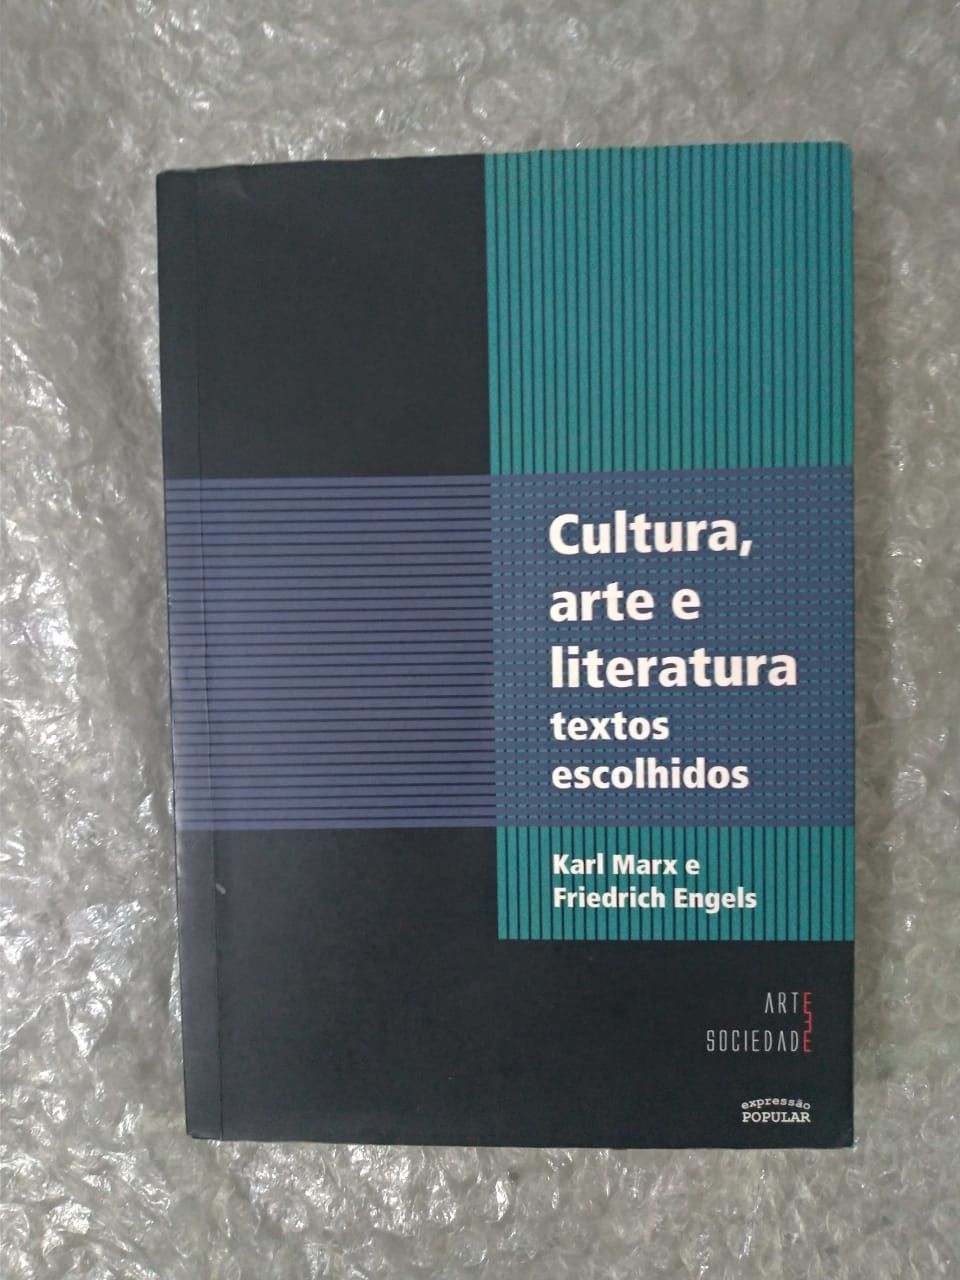 Cultura,
arte e
literatura
textos
escolhidos
Karl Marx e
Friedrich Engels
ARTE
E
SOCIEDADE
expressão
POPULAR